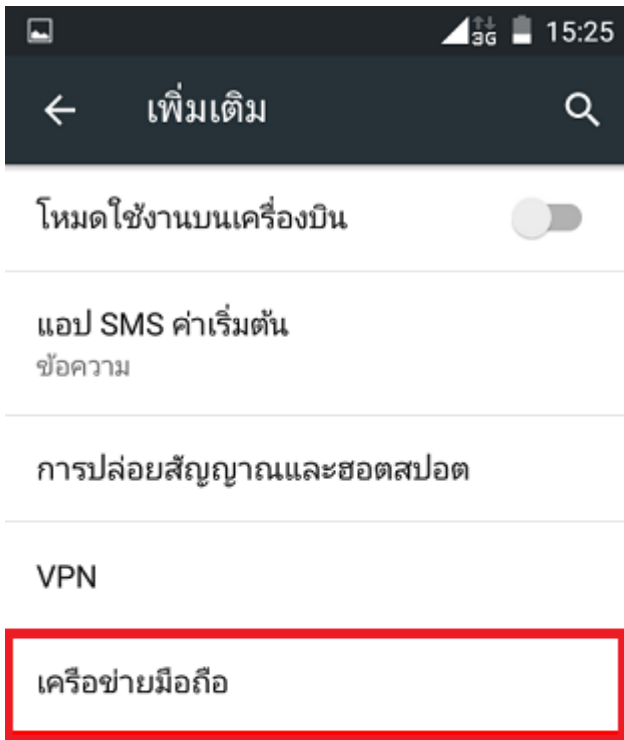 3G 15:25
เพิ่มเติม
โหมดใช้งานบนเครื่องบิน
แอป SMS ค่าเริ่มต้น
ข้อความ
การปล่อยสัญญาณและฮอตสปอต
VPN
เครือข่ายมือถือ